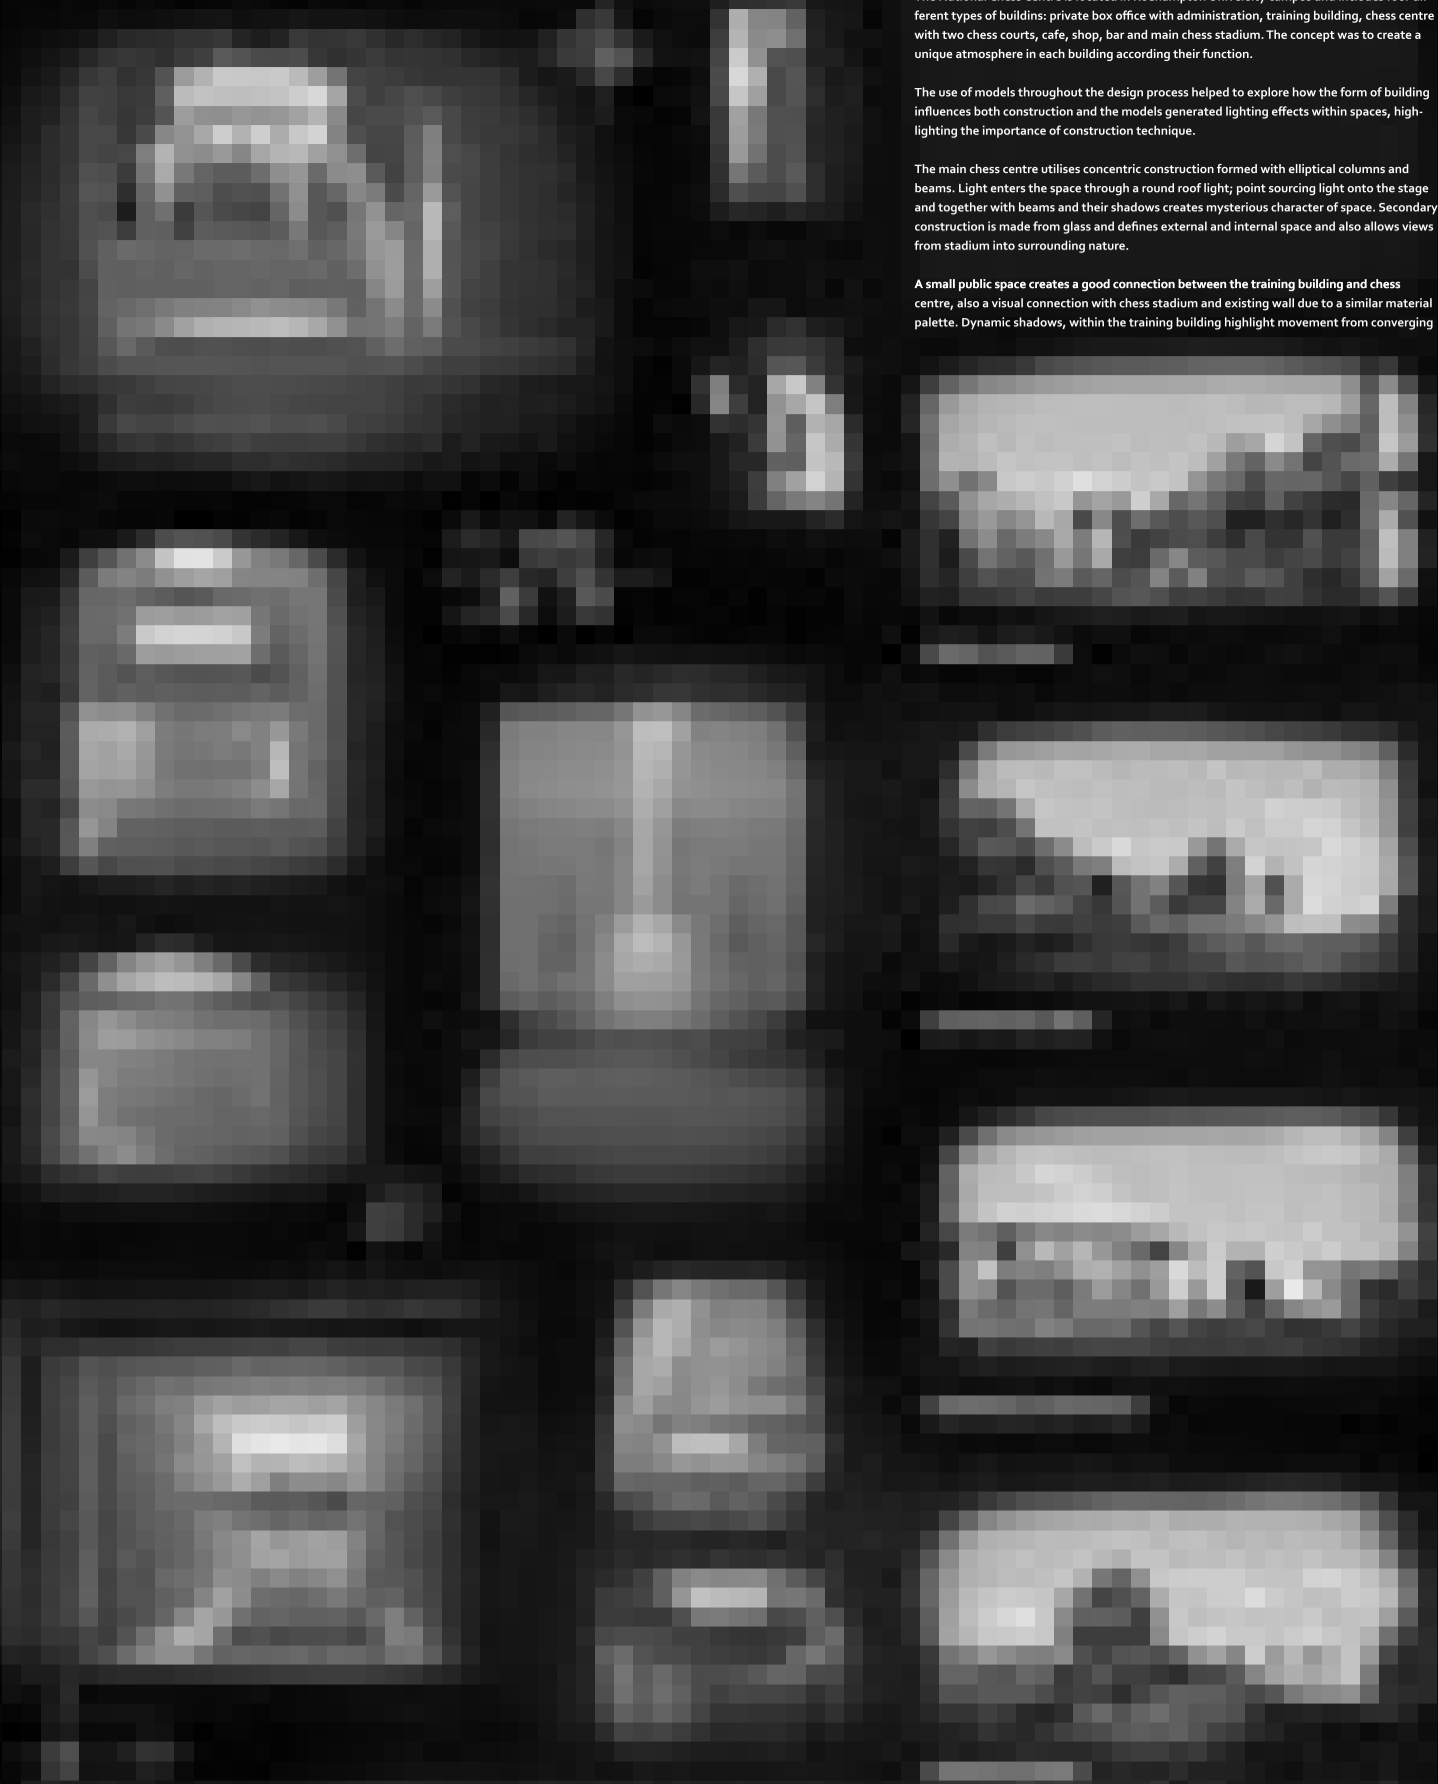 ferent types of buildins: private box office with administration, training building, chess centre
with two chess courts, cafe, shop, bar and main chess stadium. The concept was to create a
unique atmosphere in each building according their function.
The use of models throughout the design process helped to explore how the form of building
influences both construction and the models generated lighting effects within spaces, high-
lighting the importance of construction technique.
The main chess centre utilises concentric construction formed with elliptical columns and
beams. Light enters the space through a round roof light; point sourcing light onto the stage
and together with beams and their shadows creates mysterious character of space. Secondary
construction is made from glass and defines external and internal space and also allows views
from stadium into surrounding nature.
A small public space creates a good connection between the training building and chess
centre, also a visual connection with chess stadium and existing wall due to a similar material
palette. Dynamic shadows, within the training building highlight movement from converging